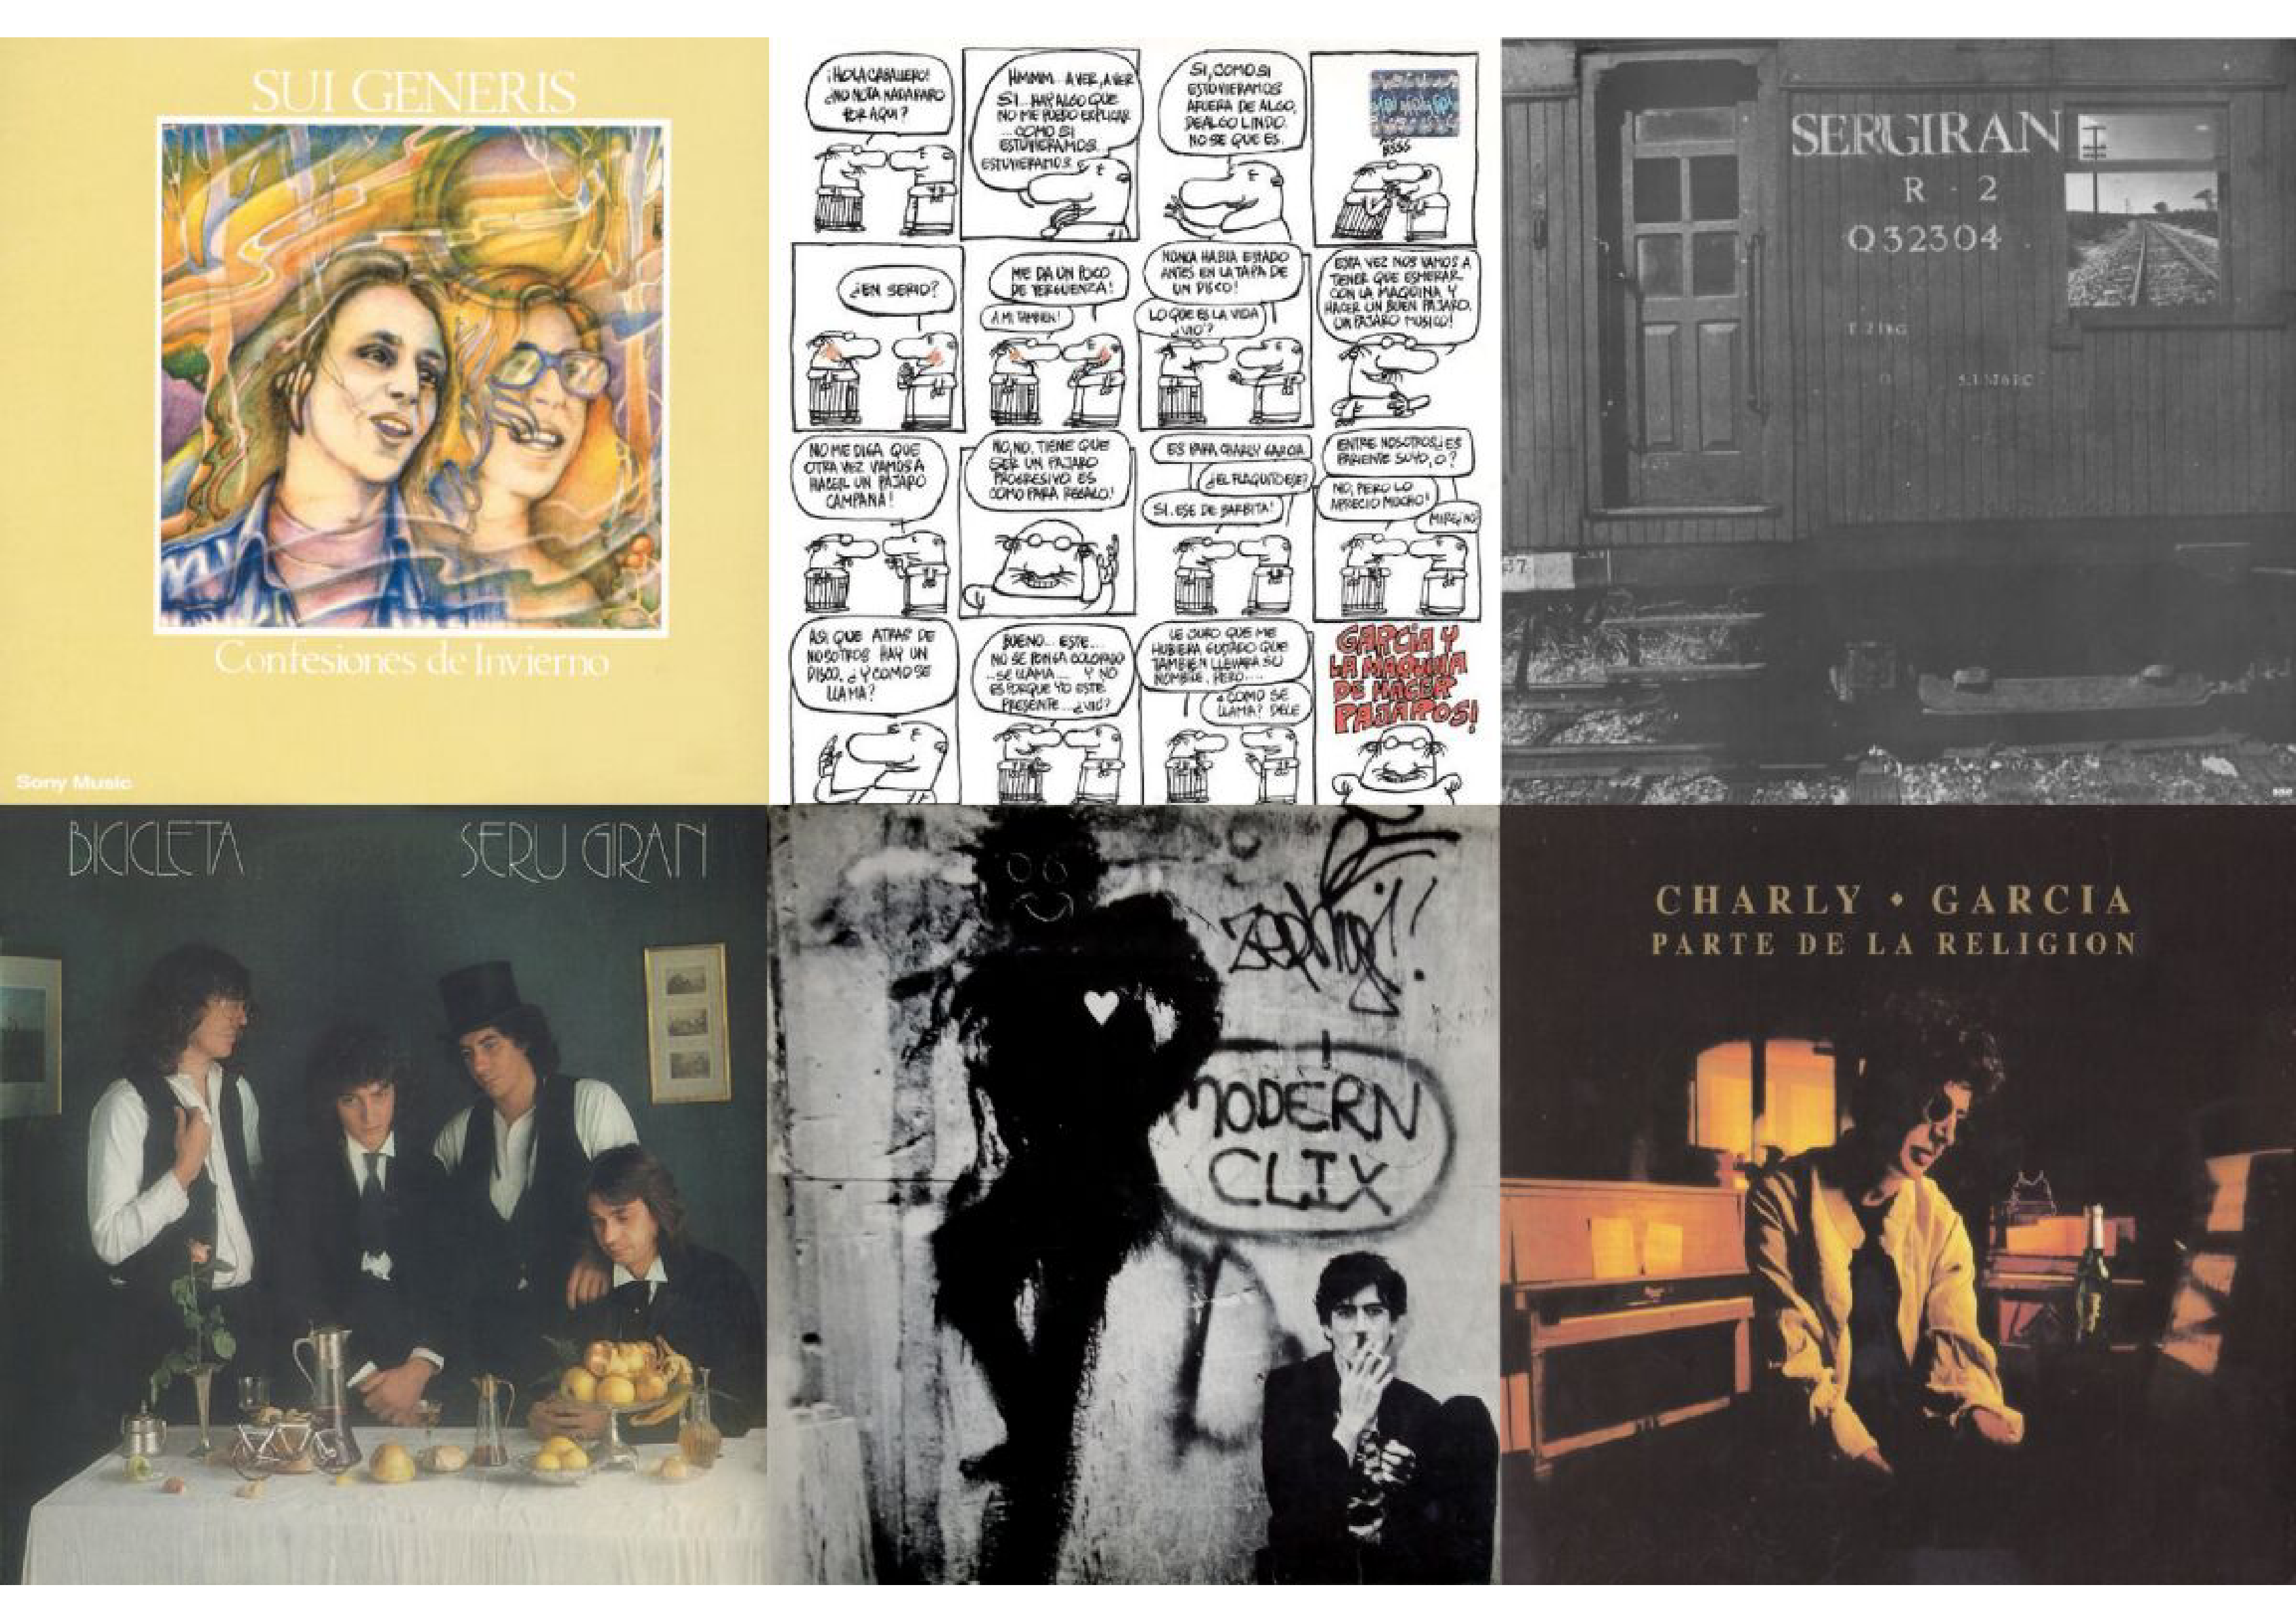 SUI GENERIS
Confesiones de Invierno
Sony Music
¡HOLA CABALLERO!
¿NO NOTA NADA RARO
POR AQUI?
HMMM... A VER, A VER
SI... HAY ALGO QUE
NO ME PUEDO EXPLICAR
...COMO SI
ESTUVIERAMOS...
ESTUVIERAMOS...
SI, COMO SI
ESTUVIERAMOS
AFUERA DE ALGO,
DE ALGO LINDO.
NO SE QUE ES.
BSSS
¿EN SERIO?
ME DA UN POCO
DE VERGUENZA!
A MI TAMBIEN!
NUNCA HABIA ESTADO
ANTES EN LA TAPA DE
UN DISCO!
LO QUE ES LA VIDA
¿VIO?
ESTA VEZ NOS VAMOS A
TENER QUE ESMERAR
CON LA MAQUINA Y
HACER UN BUEN PAJARO.
UN PAJARO MUSICO!
NO ME DIGA QUE
OTRA VEZ VAMOS A
HACER UN PAJARO
CAMPANA!
NO, NO, TIENE QUE
SER UN PAJARO
PROGRESIVO. ES
COMO PARA REGALO!
ES PARA CHARLY GARCIA
¿EL FLAQUITO ESE?
SI. ESE DE BARBITA!
ENTRE NOSOTROS, ¿ES
PARIENTE SUYO, O?
NO, PERO LO
APRECIO MUCHO!
ASI QUE ATRAS DE
NOSOTROS HAY UN
DISCO. ¿Y COMO SE
LLAMA?
BUENO... ESTE...
NO SE PONGA COLORADO
...SE LLAMA... Y NO
ES PORQUE YO ESTE
PRESENTE... ¿VIO?
LE JURO QUE ME
HUBIERA GUSTADO QUE
TAMBIEN LLEVARA SU
NOMBRE, PERO....
¿COMO SE
LLAMA? DELE
GARCIA Y
LA MAQUINA
DE HACER
PAJAROS!
SERUGIRAN
R · 2
O32304
37
BICICLETA
SERU GIRAN
zephyr!!
MODERN
CLIX
CHARLY • GARCIA
PARTE DE LA RELIGION